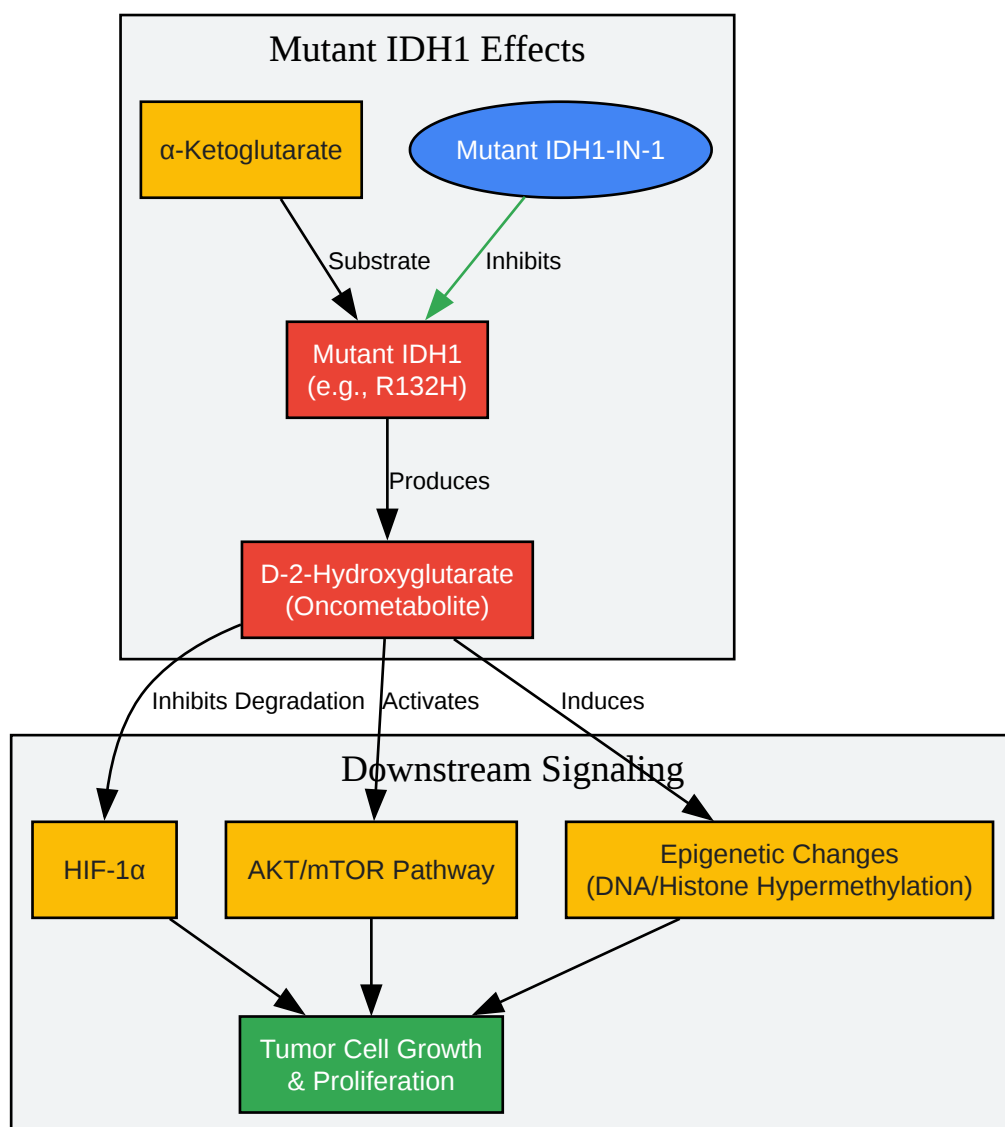 Mutant IDH1 Effects
α-Ketoglutarate
Mutant IDH1-IN-1
Substrate
Inhibits
Mutant IDH1
(e.g., R132H)
Produces
D-2-Hydroxyglutarate
(Oncometabolite)
Inhibits Degradation
Activates
Induces
Downstream Signaling
HIF-1α
AKT/mTOR Pathway
Epigenetic Changes
(DNA/Histone Hypermethylation)
Tumor Cell Growth
& Proliferation